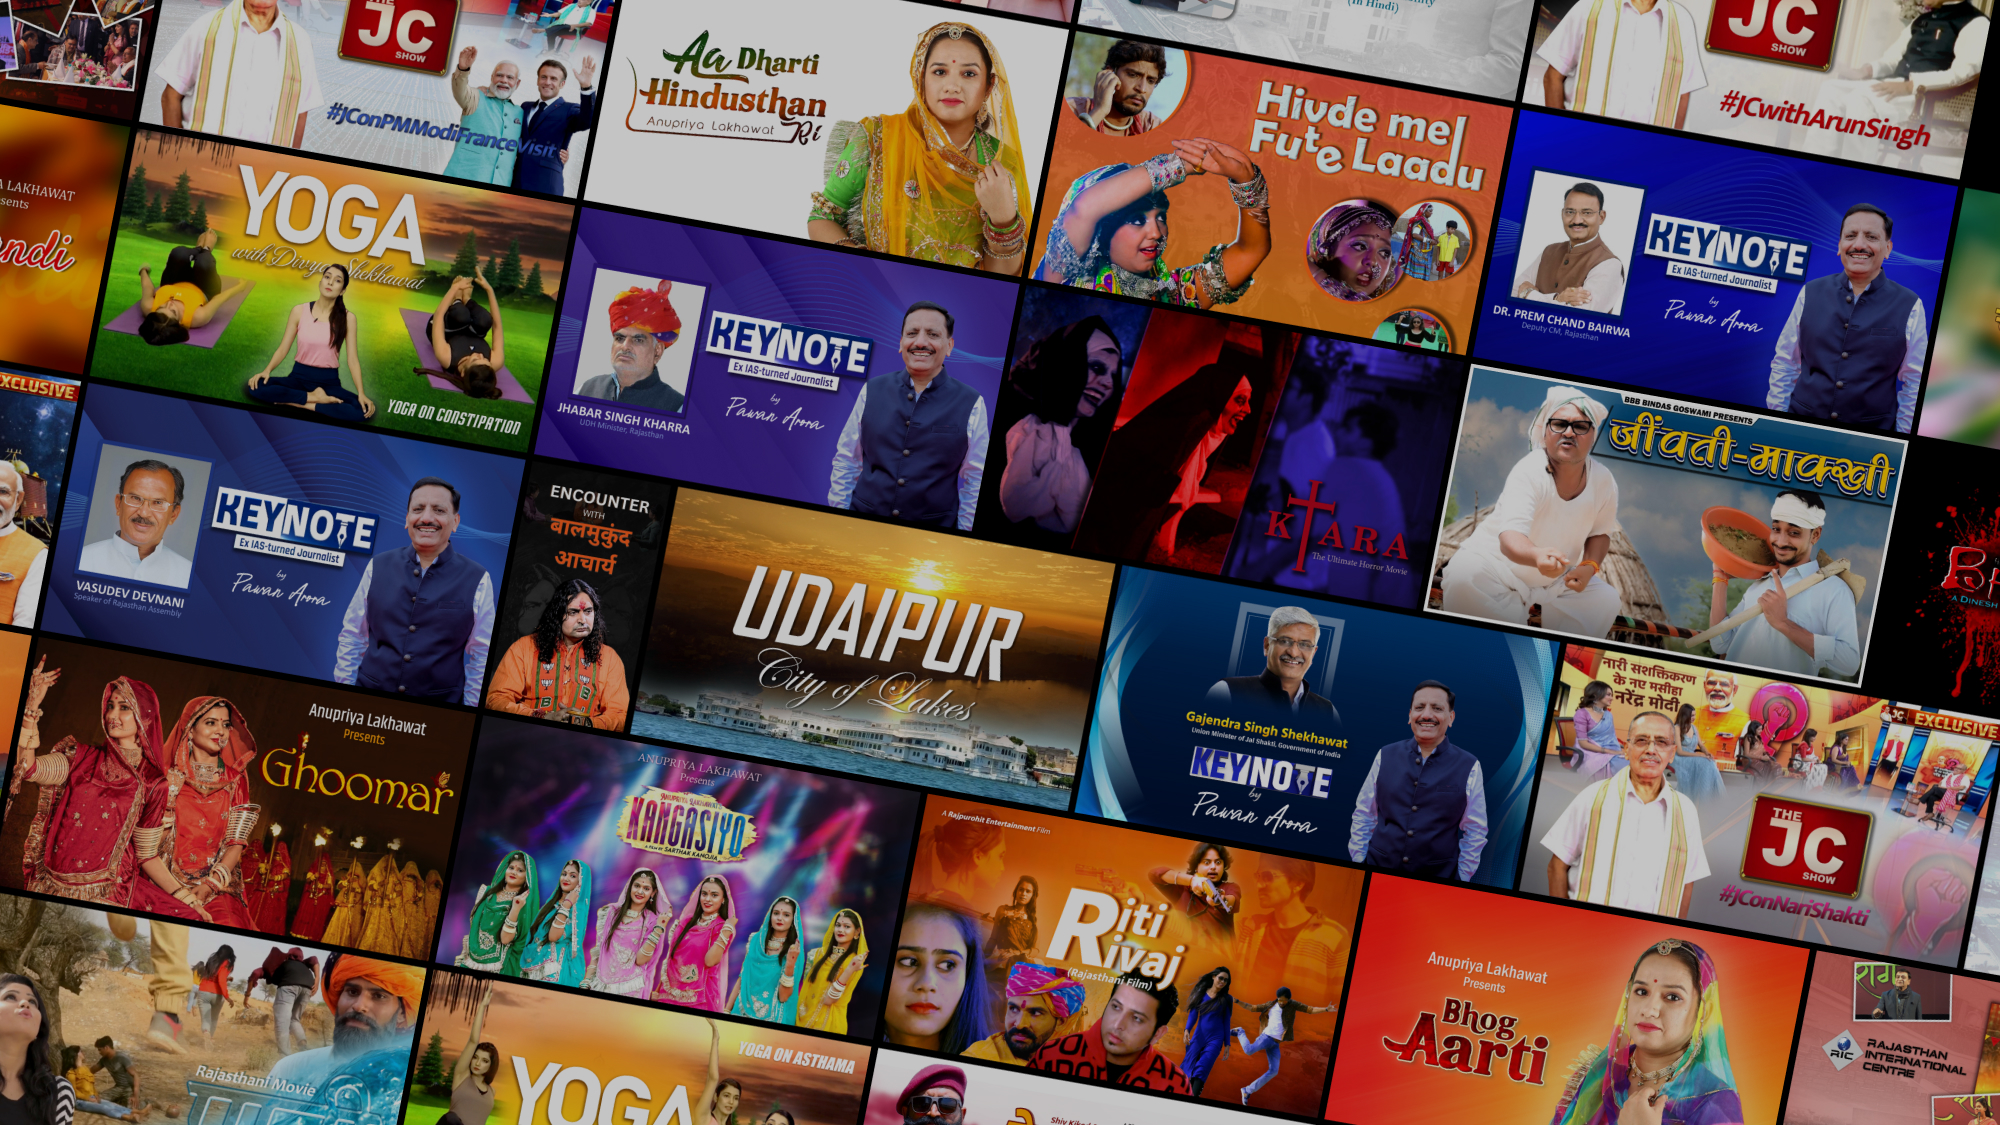 THE
JC
SHOW
#JConPMModiFranceVisit
Aa Dharti
Hindusthan
Ri
Anupriya Lakhawat
(In Hindi)
Hivde mel
Fute Laadu
JC
SHOW
#JCwithArunSingh
LAKHAWAT
YOGA
with Divya Shekhawat
YOGA ON CONSTIPATION
JHABAR SINGH KHARRA
UDH Minister, Rajasthan
KEYNOTE
Ex IAS-turned Journalist
by
Pawan Arora
DR. PREM CHAND BAIRWA
Deputy CM, Rajasthan
KEYNOTE
Ex IAS-turned Journalist
by
Pawan Arora
EXCLUSIVE
VASUDEV DEVNANI
Speaker of Rajasthan Assembly
KEYNOTE
Ex IAS-turned Journalist
by
Pawan Arora
ENCOUNTER
WITH
बालमुकुंद
आचार्य
UDAIPUR
City of Lakes
KTARA
The Ultimate Horror Movie
BBB BINDAS GOSWAMI PRESENTS
जींवती-माक्खी
A DINESH
Gajendra Singh Shekhawat
Union Minister of Jal Shakti, Government of India
KEYNOTE
by
Pawan Arora
नारी सशक्तिकरण
के नए मसीहा
नरेंद्र मोदी
JC EXCLUSIVE
THE
JC
SHOW
#JConNariShakti
Anupriya Lakhawat
Presents
Ghoomar
ANUPRIYA LAKHAWAT
Presents
ANUPRIYA LAKHAWAT'S
KANGASIYO
A FILM BY SARTHAK KANOJIA
A Rajpurohit Entertainment Film
Riti
Rivaj
(Rajasthani Film)
Anupriya Lakhawat
Presents
Bhog
Aarti
RIC
RAJASTHAN
INTERNATIONAL
CENTRE
Rajasthani Movie
YOGA ON ASTHAMA
YOGA